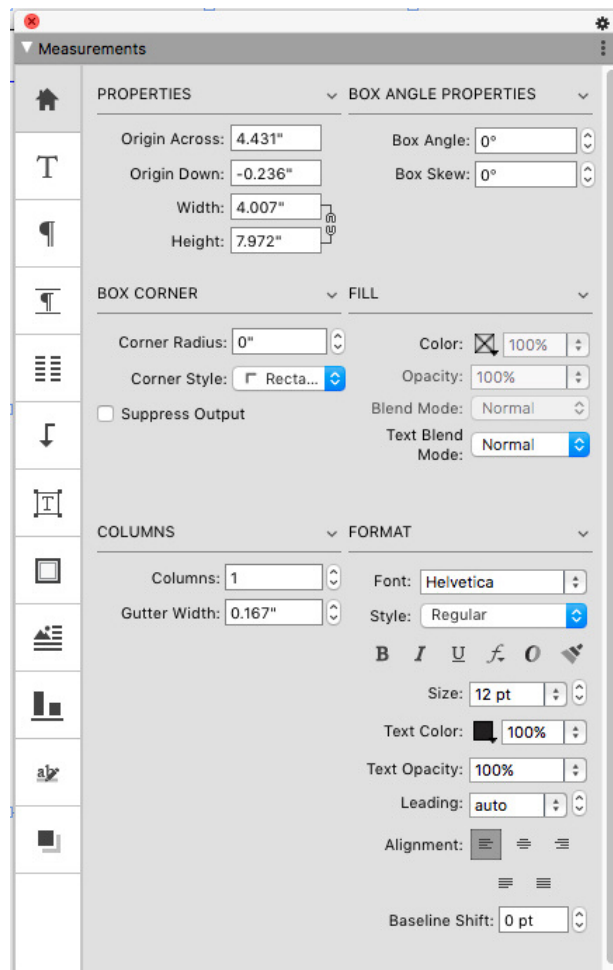 Measurements
PROPERTIES
Origin Across: 4.431"
Origin Down: -0.236"
Width: 4.007"
Height: 7.972"
BOX ANGLE PROPERTIES
Box Angle: 0°
Box Skew: 0°
BOX CORNER
Corner Radius: 0"
Corner Style: Recta...
Suppress Output
FILL
Color: 100%
Opacity: 100%
Blend Mode: Normal
Text Blend
Mode: Normal
COLUMNS
Columns: 1
Gutter Width: 0.167"
FORMAT
Font: Helvetica
Style: Regular
B I U f O
Size: 12 pt
Text Color: 100%
Text Opacity: 100%
Leading: auto
Alignment:
Baseline Shift: 0 pt